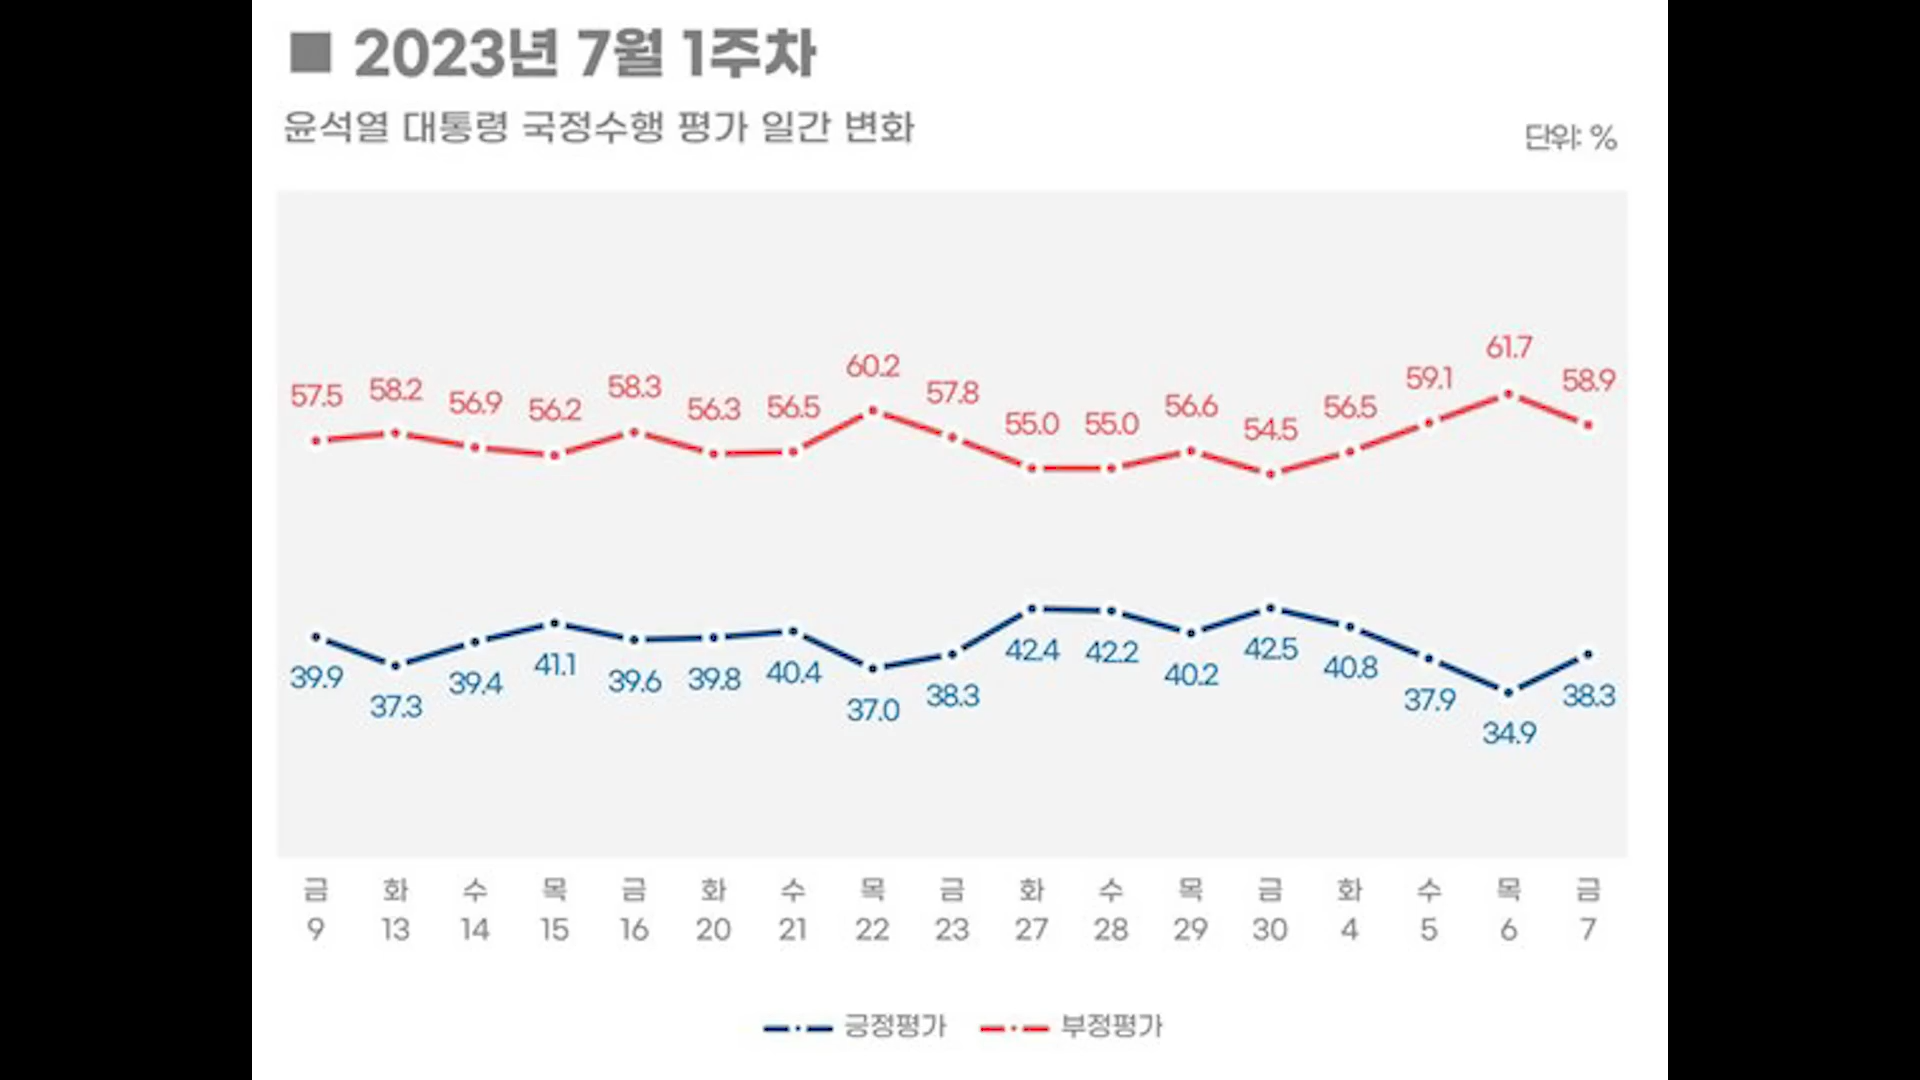 ■ 2023년 7월 1주차
윤석열 대통령 국정수행 평가 일간 변화
단위: %
57.5 58.2 56.9 56.2 58.3 56.3 56.5 60.2 57.8 55.0 55.0 56.6 54.5 56.5 59.1 61.7 58.9
39.9 37.3 39.4 41.1 39.6 39.8 40.4 37.0 38.3 42.4 42.2 40.2 42.5 40.8 37.9 34.9 38.3
금 화 수 목 금 화 수 목 금 화 수 목 금 화 수 목 금
9 13 14 15 16 20 21 22 23 27 28 29 30 4 5 6 7
긍정평가 부정평가